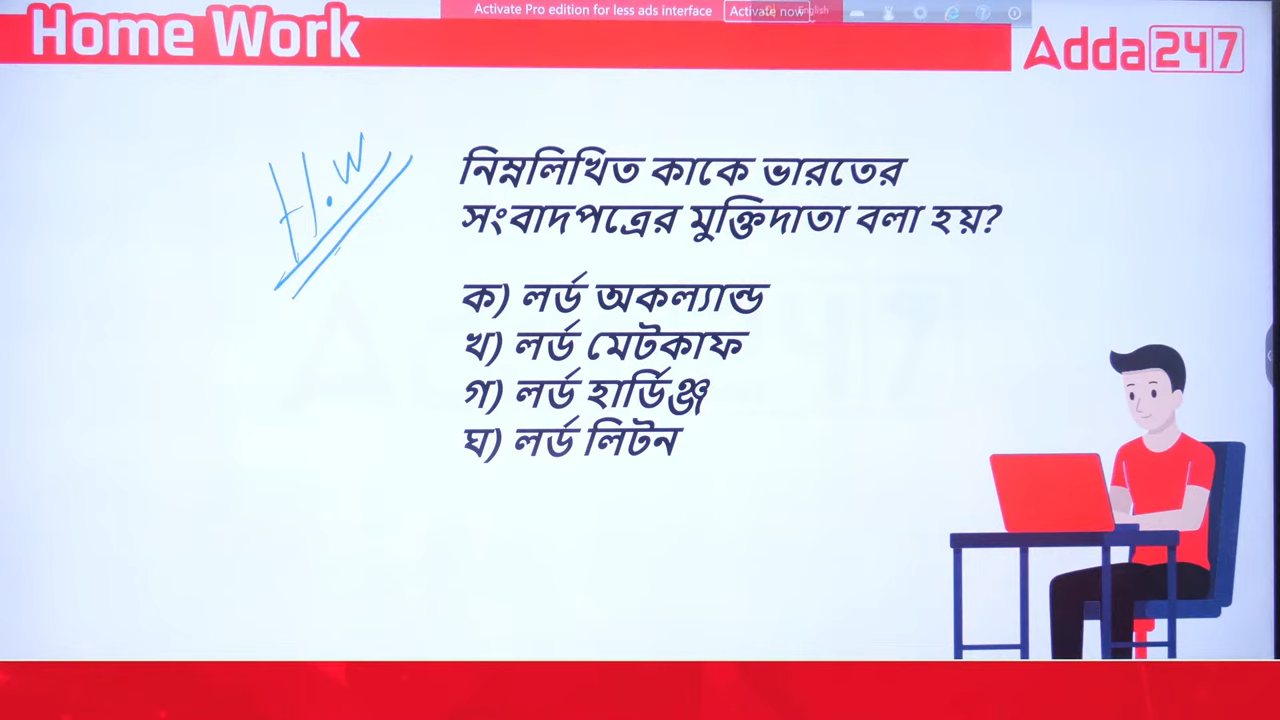 Activate Pro edition for less ads interface
Activate now
English
Home Work
Adda247
H.W
নিম্নলিখিত কাকে ভারতের
সংবাদপত্রের মুক্তিদাতা বলা হয়?
ক) লর্ড অকল্যান্ড
খ) লর্ড মেটকাফ
গ) লর্ড হার্ডিঞ্জ
ঘ) লর্ড লিটন